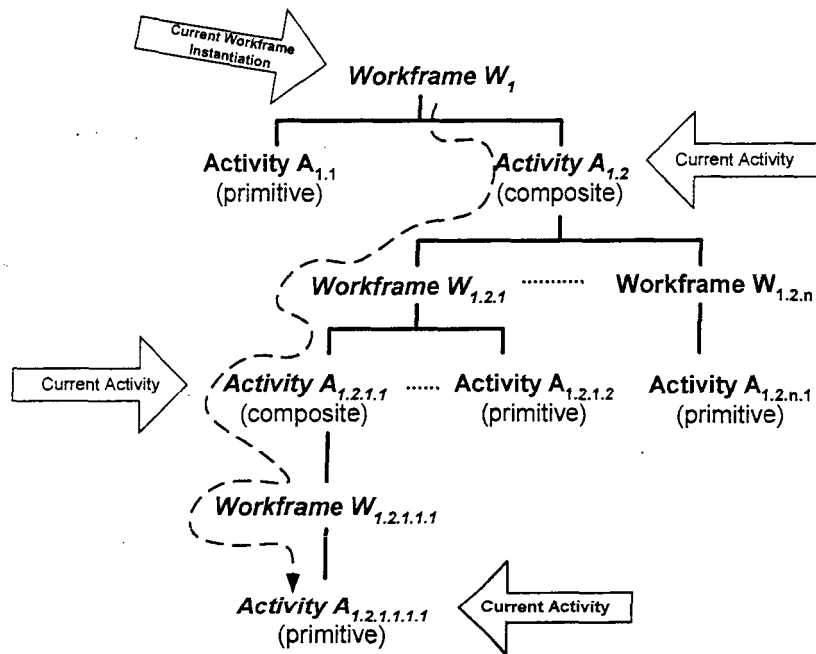 Current Workframe
Instantiation
Workframe W1
Activity A1.1
(primitive)
Activity A1.2
(composite)
Current Activity
Workframe W1.2.1 ......... Workframe W1.2.n
Current Activity
Activity A1.2.1.1 ...... Activity A1.2.1.2
(composite)
(primitive)
Activity A1.2.n.1
(primitive)
Workframe W1.2.1.1.1
Activity A1.2.1.1.1.1
(primitive)
Current Activity